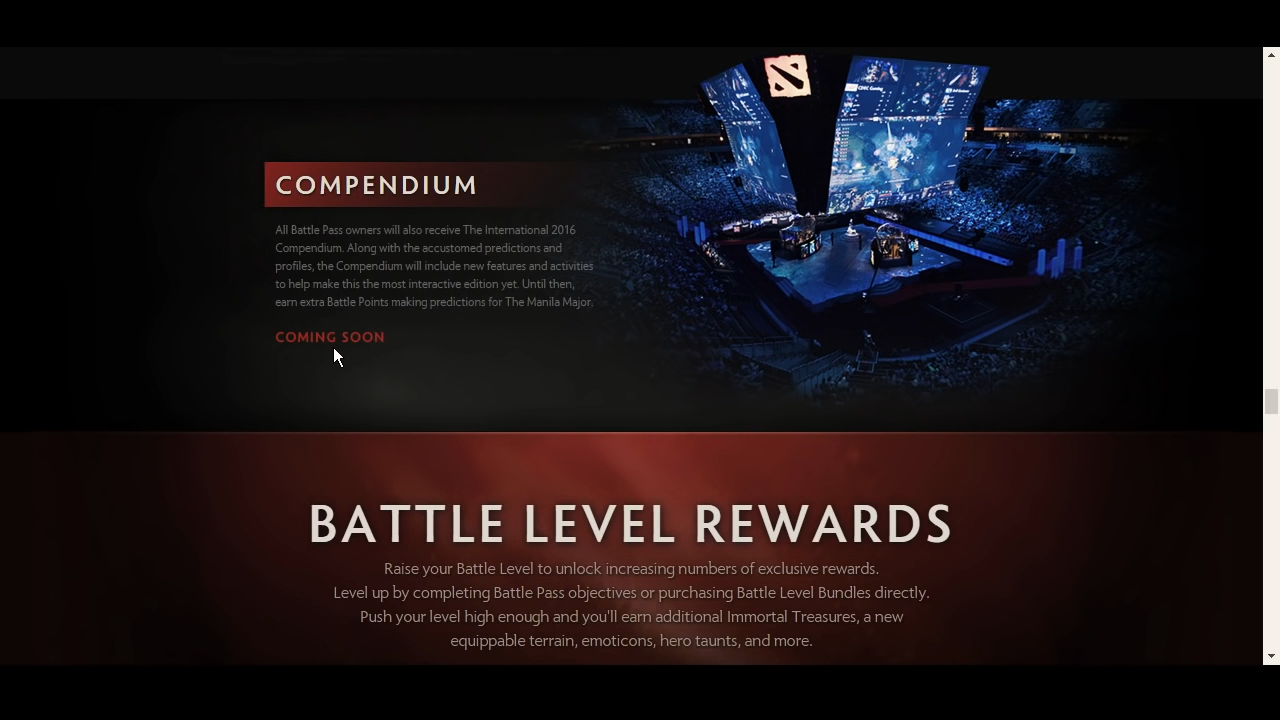 COMPENDIUM
All Battle Pass owners will also receive The International 2016
Compendium. Along with the accustomed predictions and
profiles, the Compendium will include new features and activities
to help make this the most interactive edition yet. Until then,
earn extra Battle Points making predictions for The Manila Major.
COMING SOON
BATTLE LEVEL REWARDS
Raise your Battle Level to unlock increasing numbers of exclusive rewards.
Level up by completing Battle Pass objectives or purchasing Battle Level Bundles directly.
Push your level high enough and you'll earn additional Immortal Treasures, a new
equippable terrain, emoticons, hero taunts, and more.